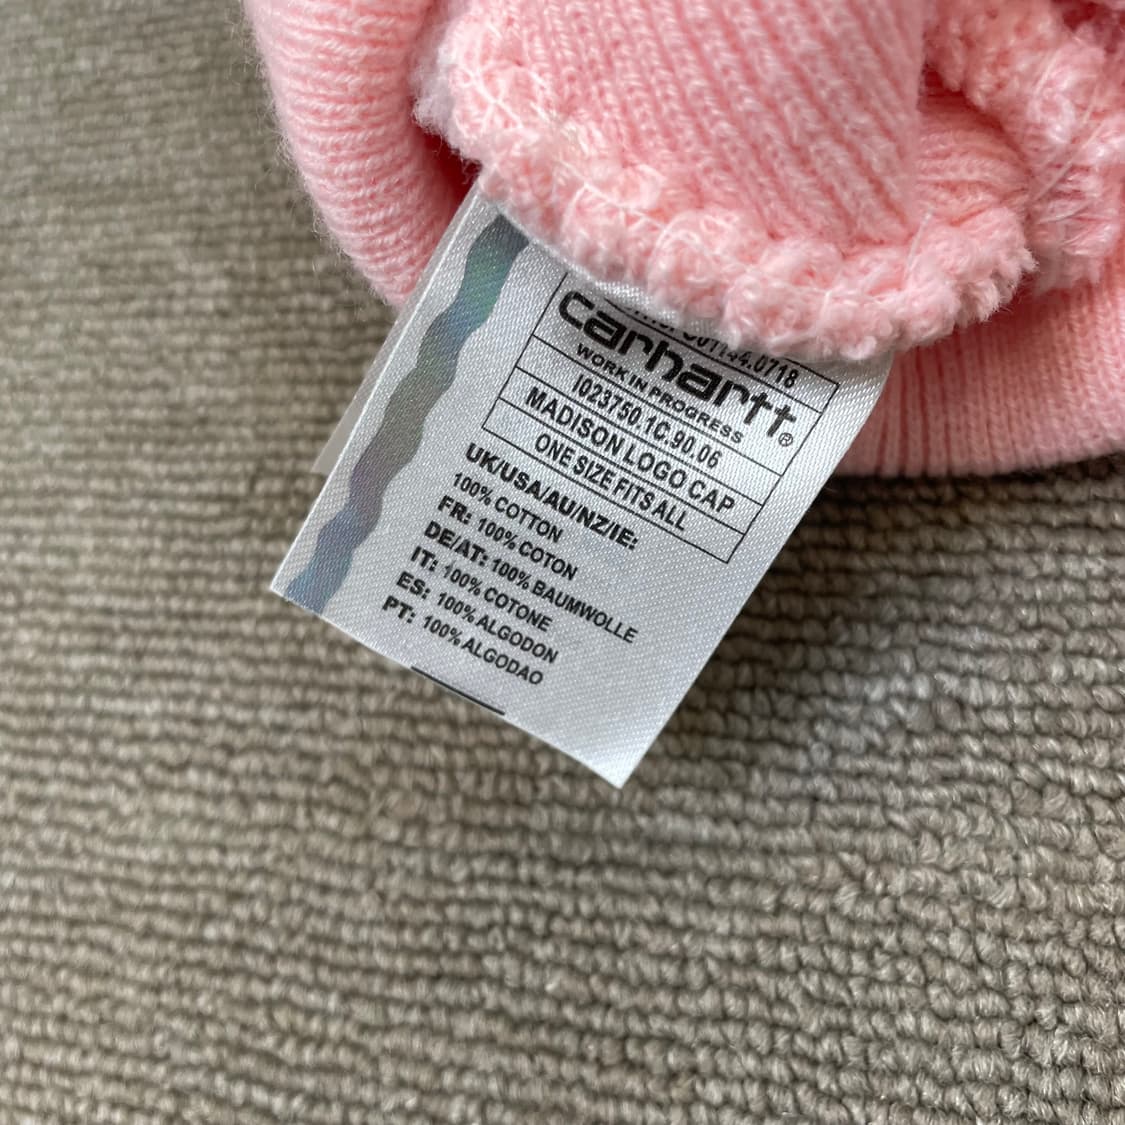 01144.0718
carhartt®
WORK IN PROGRESS
I023750.1C.90.06
MADISON LOGO CAP
ONE SIZE FITS ALL
UK/USA/AU/NZ/IE:
100% COTTON
FR: 100% COTON
DE/AT: 100% BAUMWOLLE
IT: 100% COTONE
ES: 100% ALGODON
PT: 100% ALGODAO